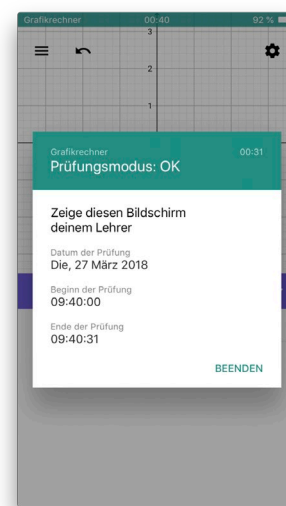 Grafikrechner 00:40 92 %
3
2
1
Grafikrechner 00:31
Prüfungsmodus: OK
Zeige diesen Bildschirm
deinem Lehrer
Datum der Prüfung
Die, 27 März 2018
Beginn der Prüfung
09:40:00
Ende der Prüfung
09:40:31
BEENDEN